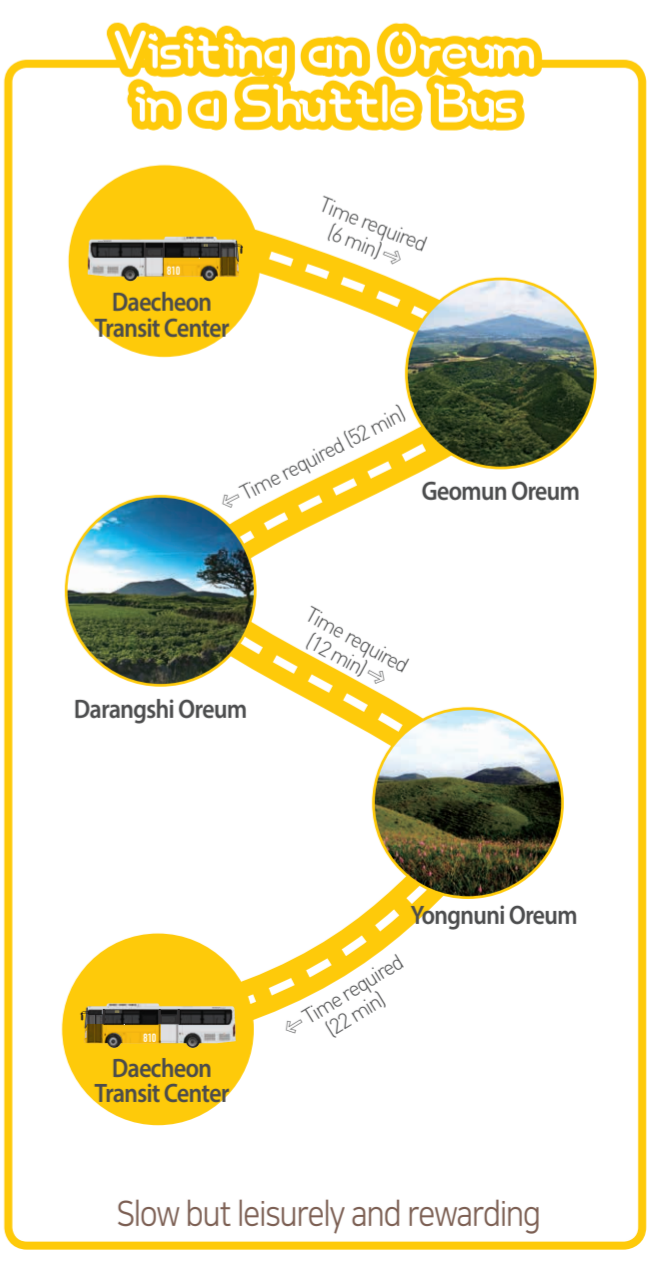 Visiting an Oreum
in a Shuttle Bus
Time required
(6 min)
810
Daecheon
Transit Center
Geomun Oreum
Time required (52 min)
Darangshi Oreum
Time required
(12 min)
Yongnuni Oreum
Time required
(22 min)
810
Daecheon
Transit Center
Slow but leisurely and rewarding